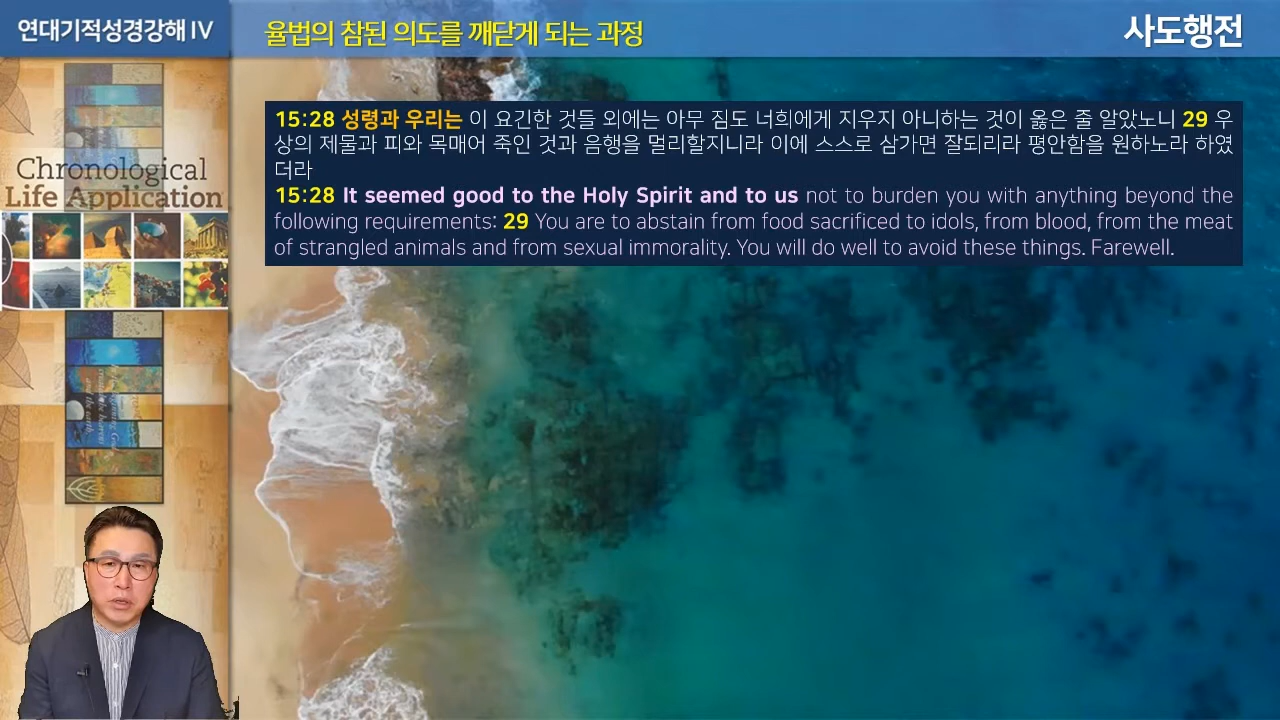 연대기적성경강해 IV
율법의 참된 의도를 깨닫게 되는 과정
사도행전
Chronological
Life Application
15:28 성령과 우리는 이 요긴한 것들 외에는 아무 짐도 너희에게 지우지 아니하는 것이 옳은 줄 알았노니 29 우
상의 제물과 피와 목매어 죽인 것과 음행을 멀리할지니라 이에 스스로 삼가면 잘되리라 평안함을 원하노라 하였
더라
15:28 It seemed good to the Holy Spirit and to us not to burden you with anything beyond the
following requirements: 29 You are to abstain from food sacrificed to idols, from blood, from the meat
of strangled animals and from sexual immorality. You will do well to avoid these things. Farewell.